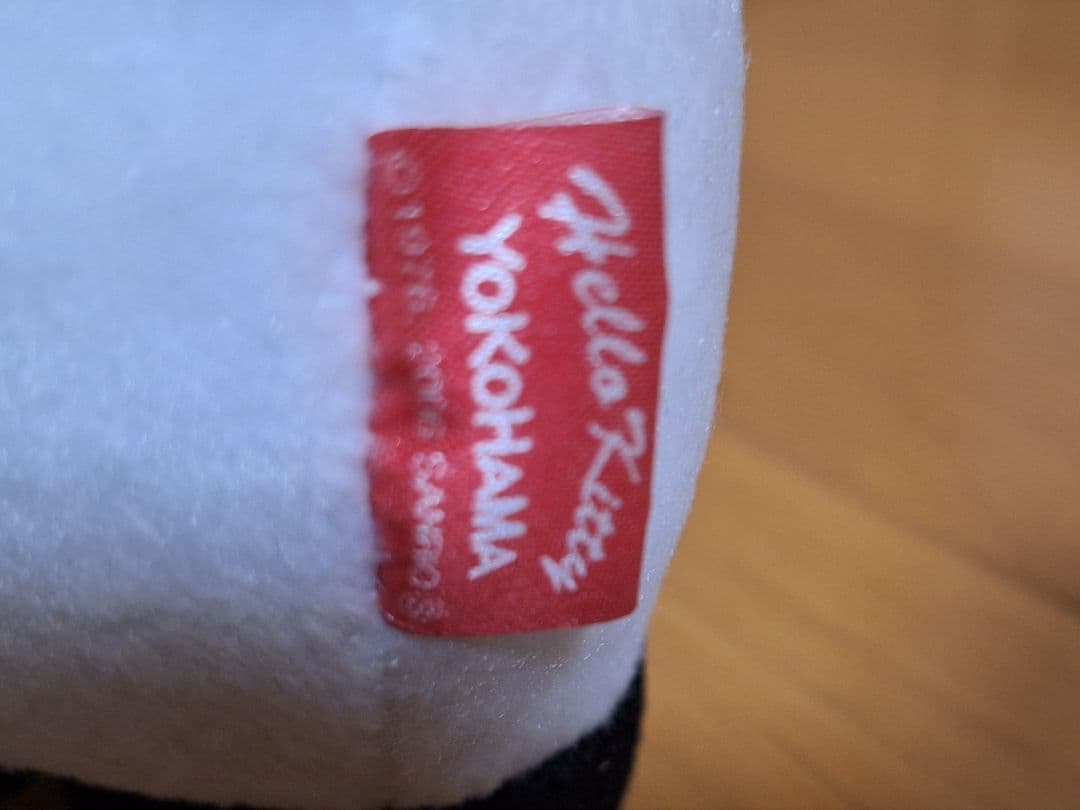 Hello Kitty
YOKOHAMA
©1976, SANRIO